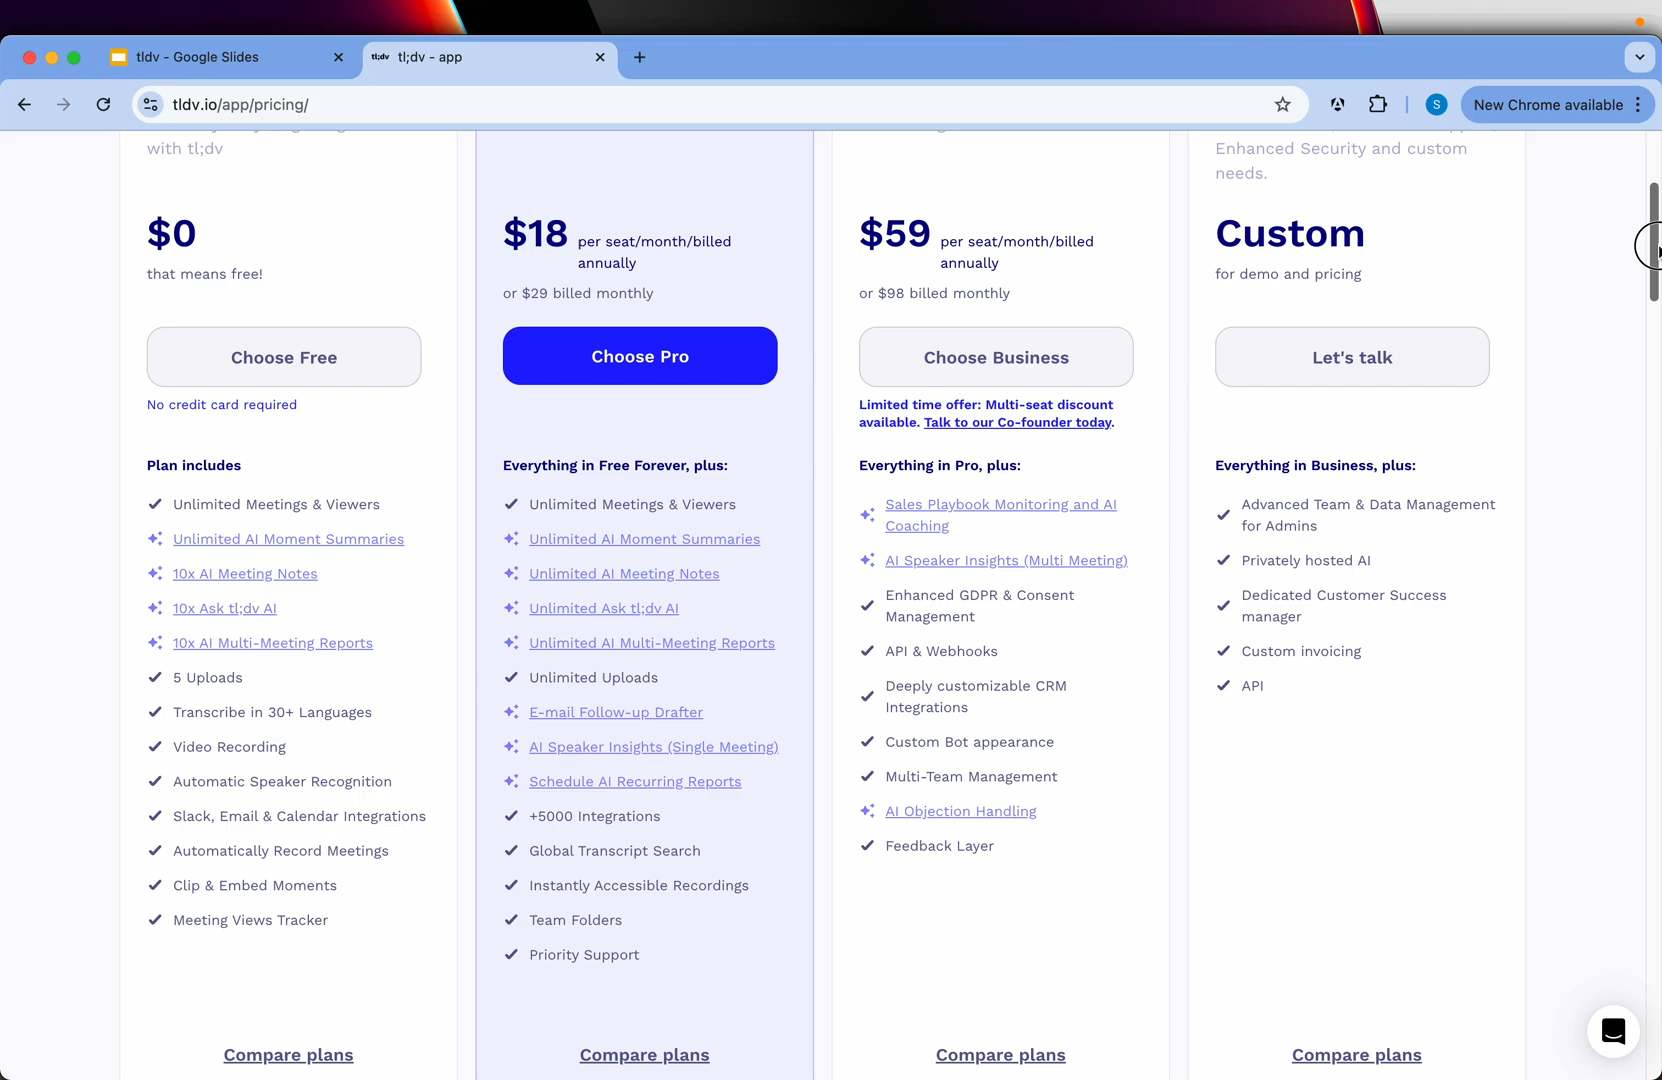 tldv - Google Slides
tl;dv tl;dv - app
tldv.io/app/pricing/
S
New Chrome available
with tl;dv
$0
that means free!
Choose Free
No credit card required
Plan includes
Unlimited Meetings & Viewers
Unlimited AI Moment Summaries
10x AI Meeting Notes
10x Ask tl;dv AI
10x AI Multi-Meeting Reports
5 Uploads
Transcribe in 30+ Languages
Video Recording
Automatic Speaker Recognition
Slack, Email & Calendar Integrations
Automatically Record Meetings
Clip & Embed Moments
Meeting Views Tracker
Compare plans
$18 per seat/month/billed
annually
or $29 billed monthly
Choose Pro
Everything in Free Forever, plus:
Unlimited Meetings & Viewers
Unlimited AI Moment Summaries
Unlimited AI Meeting Notes
Unlimited Ask tl;dv AI
Unlimited AI Multi-Meeting Reports
Unlimited Uploads
E-mail Follow-up Drafter
AI Speaker Insights (Single Meeting)
Schedule AI Recurring Reports
+5000 Integrations
Global Transcript Search
Instantly Accessible Recordings
Team Folders
Priority Support
Compare plans
$59 per seat/month/billed
annually
or $98 billed monthly
Choose Business
Limited time offer: Multi-seat discount
available. Talk to our Co-founder today.
Everything in Pro, plus:
Sales Playbook Monitoring and AI
Coaching
AI Speaker Insights (Multi Meeting)
Enhanced GDPR & Consent
Management
API & Webhooks
Deeply customizable CRM
Integrations
Custom Bot appearance
Multi-Team Management
AI Objection Handling
Feedback Layer
Compare plans
Enhanced Security and custom
needs.
Custom
for demo and pricing
Let's talk
Everything in Business, plus:
Advanced Team & Data Management
for Admins
Privately hosted AI
Dedicated Customer Success
manager
Custom invoicing
API
Compare plans